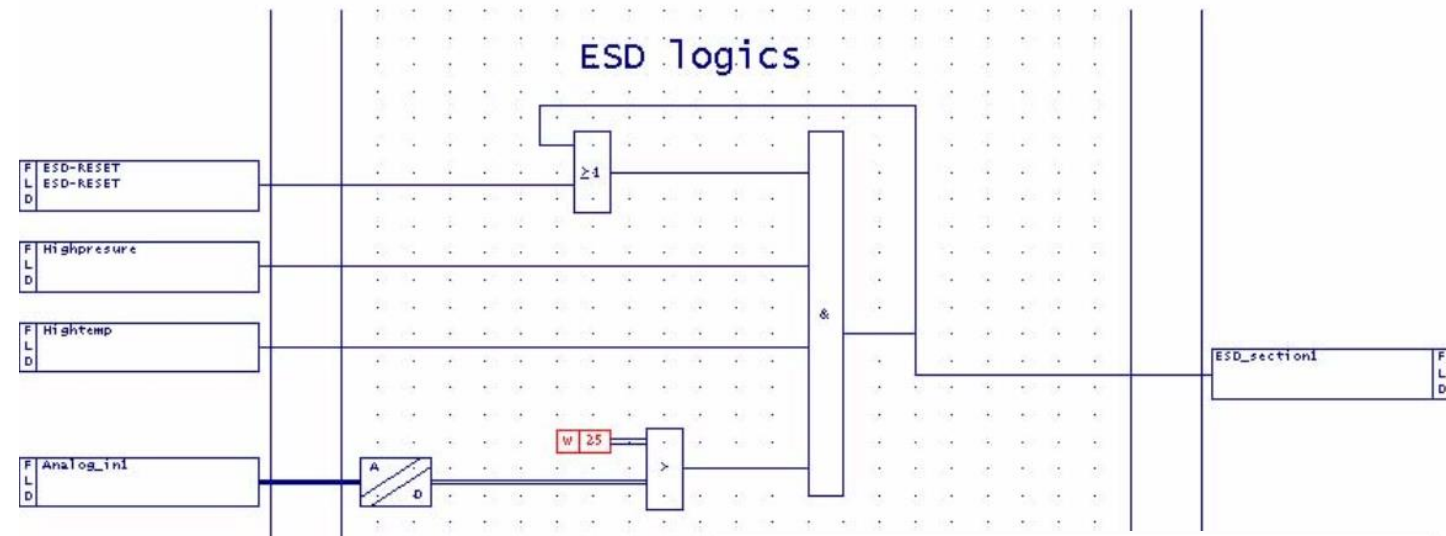 ESD logics
≥1
F ESD-RESET
L ESD-RESET
D
F Highpresure
L
D
&
F Hightemp
L
D
ESD_section1 F
L
D
W 25
>
F Analog_in1
L
D
A
D